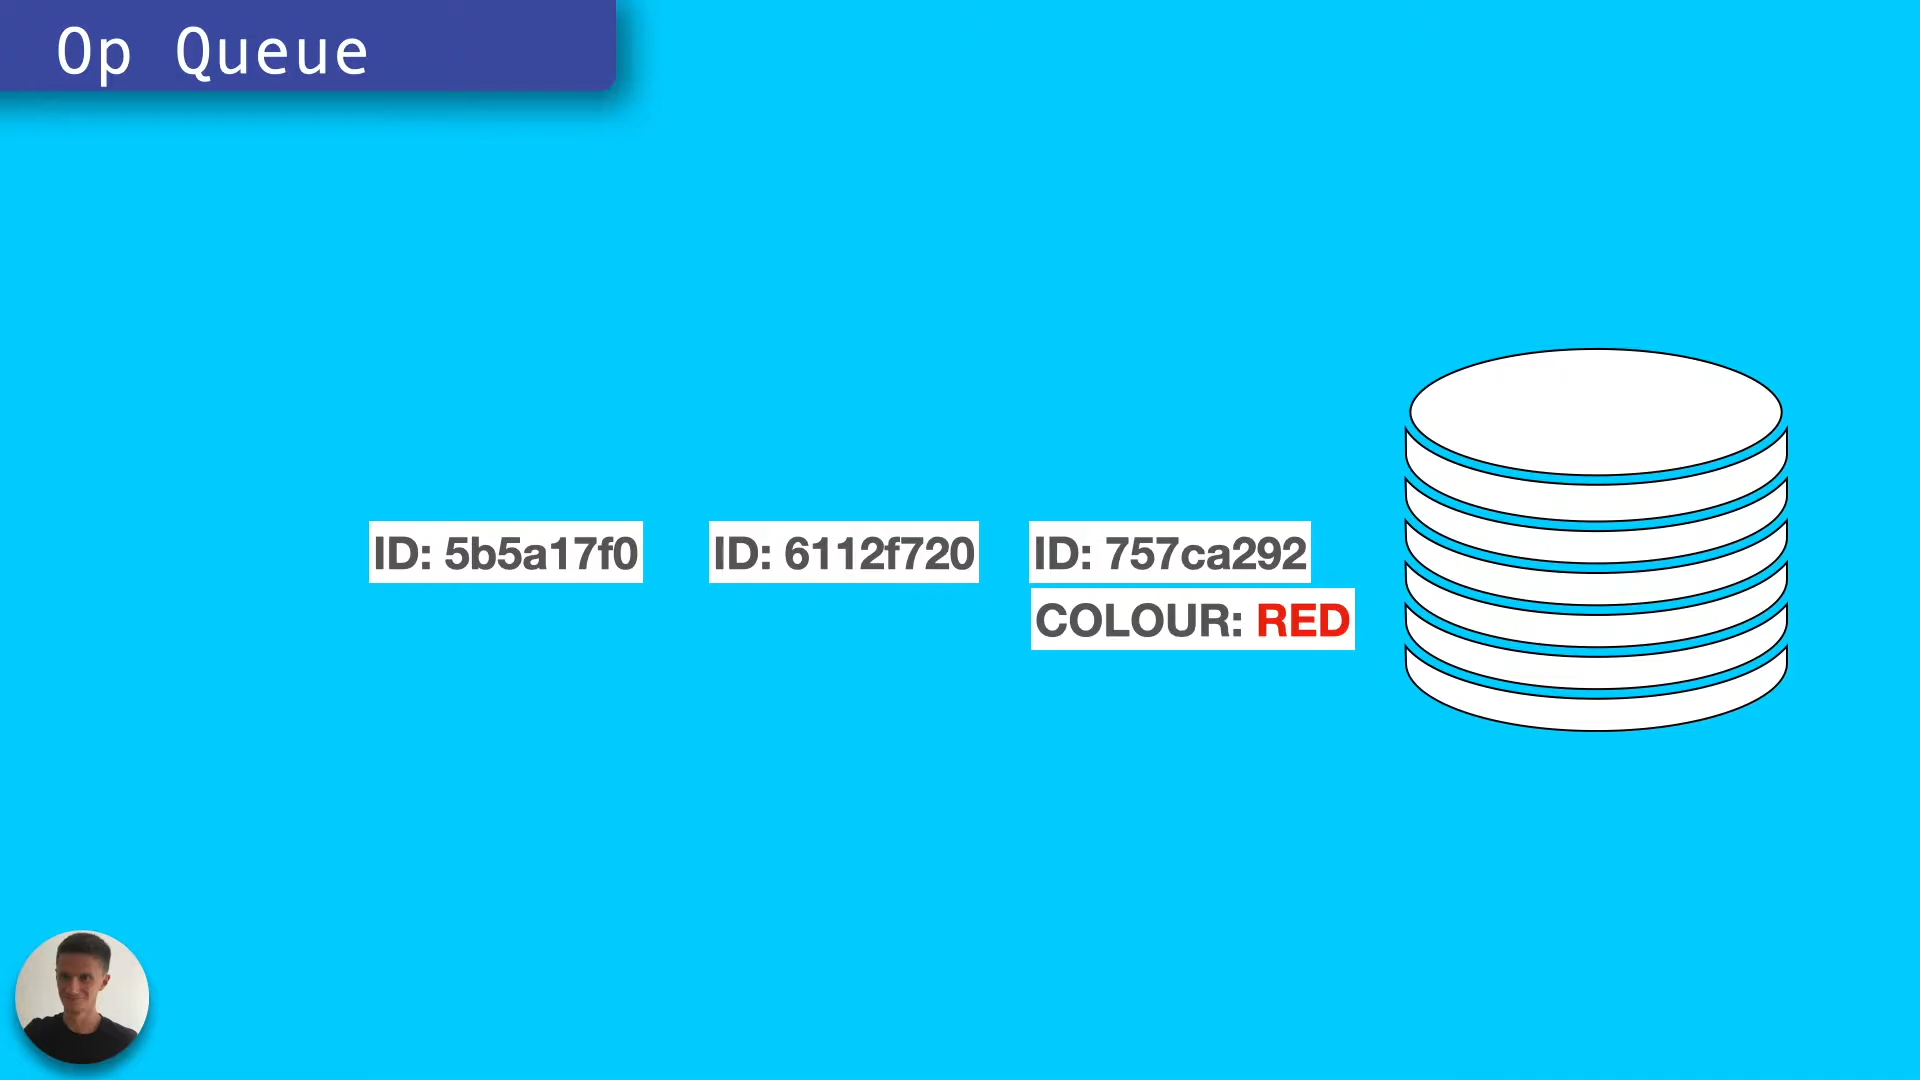 Op Queue
ID: 5b5a17f0
ID: 6112f720
ID: 757ca292
COLOUR: RED